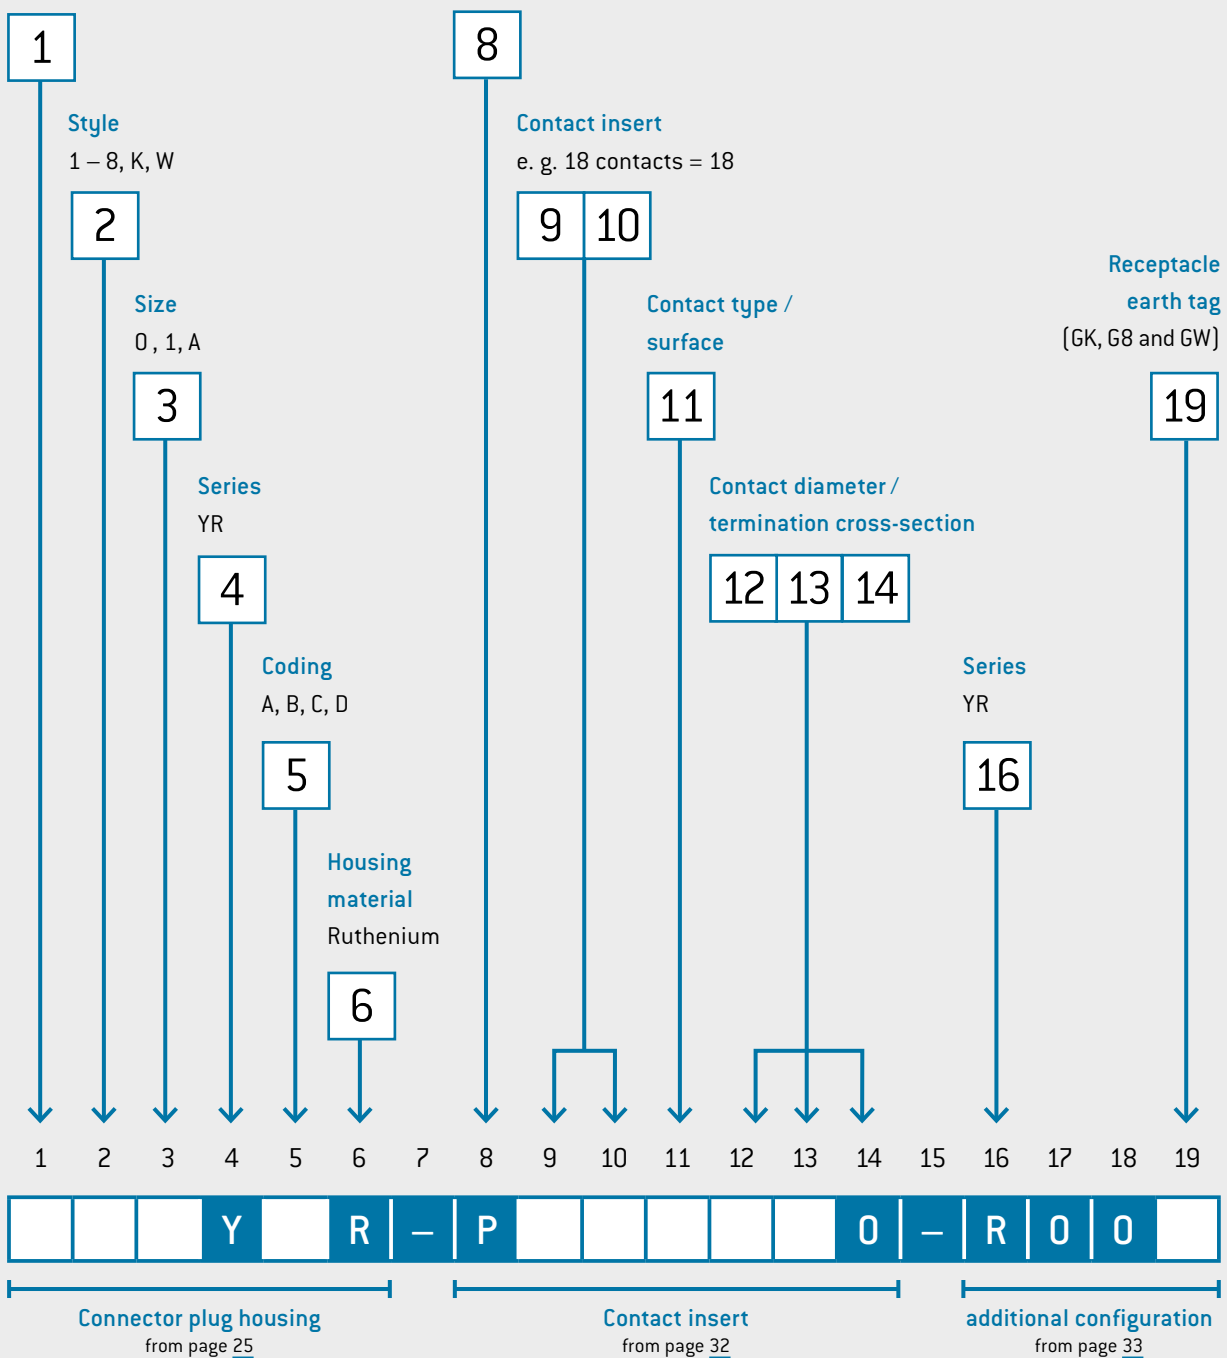 1
Style
1 – 8, K, W
2
Size
0 , 1, A
3
Series
YR
4
Coding
A, B, C, D
5
Housing
material
Ruthenium
6
8
Contact insert
e. g. 18 contacts = 18
9 10
Contact type /
surface
11
Contact diameter /
termination cross-section
12 13 14
Series
YR
16
Receptacle
earth tag
(GK, G8 and GW)
19
1 2 3 4 5 6 7 8 9 10 11 12 13 14 15 16 17 18 19
Y R – P 0 – R 0 0
Connector plug housing
from page 25
Contact insert
from page 32
additional configuration
from page 33